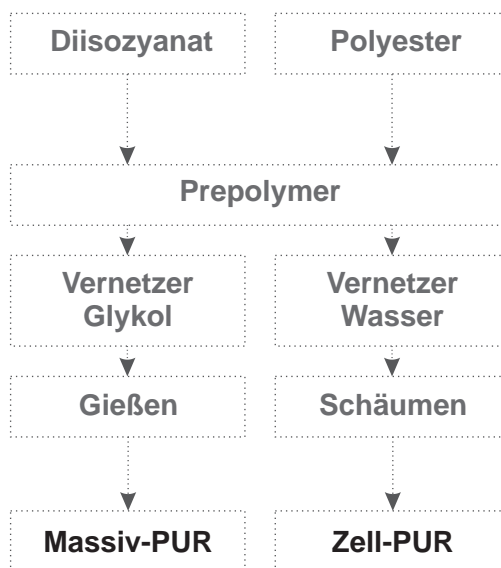 Diisozyanat
Polyester
Prepolymer
Vernetzer
Glykol
Vernetzer
Wasser
Gießen
Schäumen
Massiv-PUR
Zell-PUR